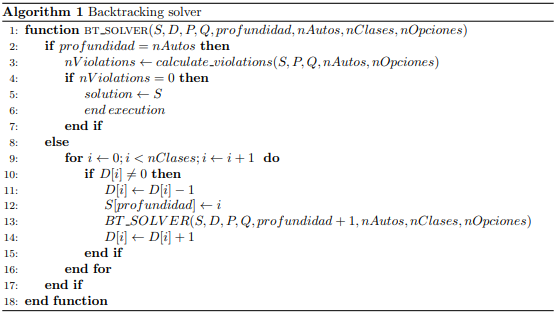 Algorithm 1 Backtracking solver
1: function BT_SOLVER(S, D, P, Q, profundidad, nAutos, nClases, nOpciones)
2: if profundidad = nAutos then
3: nViolations ← calculate_violations(S, P, Q, nAutos, nOpciones)
4: if nViolations = 0 then
5: solution ← S
6: end execution
7: end if
8: else
9: for i ← 0; i < nClases; i ← i + 1 do
10: if D[i] ≠ 0 then
11: D[i] ← D[i] − 1
12: S[profundidad] ← i
13: BT_SOLVER(S, D, P, Q, profundidad + 1, nAutos, nClases, nOpciones)
14: D[i] ← D[i] + 1
15: end if
16: end for
17: end if
18: end function